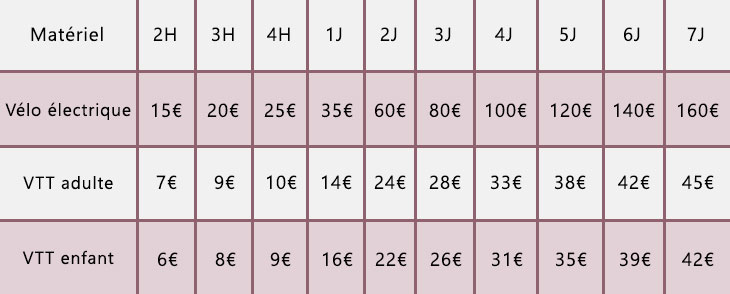 Matériel 2H 3H 4H 1J 2J 3J 4J 5J 6J 7J
Vélo électrique 15€ 20€ 25€ 35€ 60€ 80€ 100€ 120€ 140€ 160€
VTT adulte 7€ 9€ 10€ 14€ 24€ 28€ 33€ 38€ 42€ 45€
VTT enfant 6€ 8€ 9€ 16€ 22€ 26€ 31€ 35€ 39€ 42€